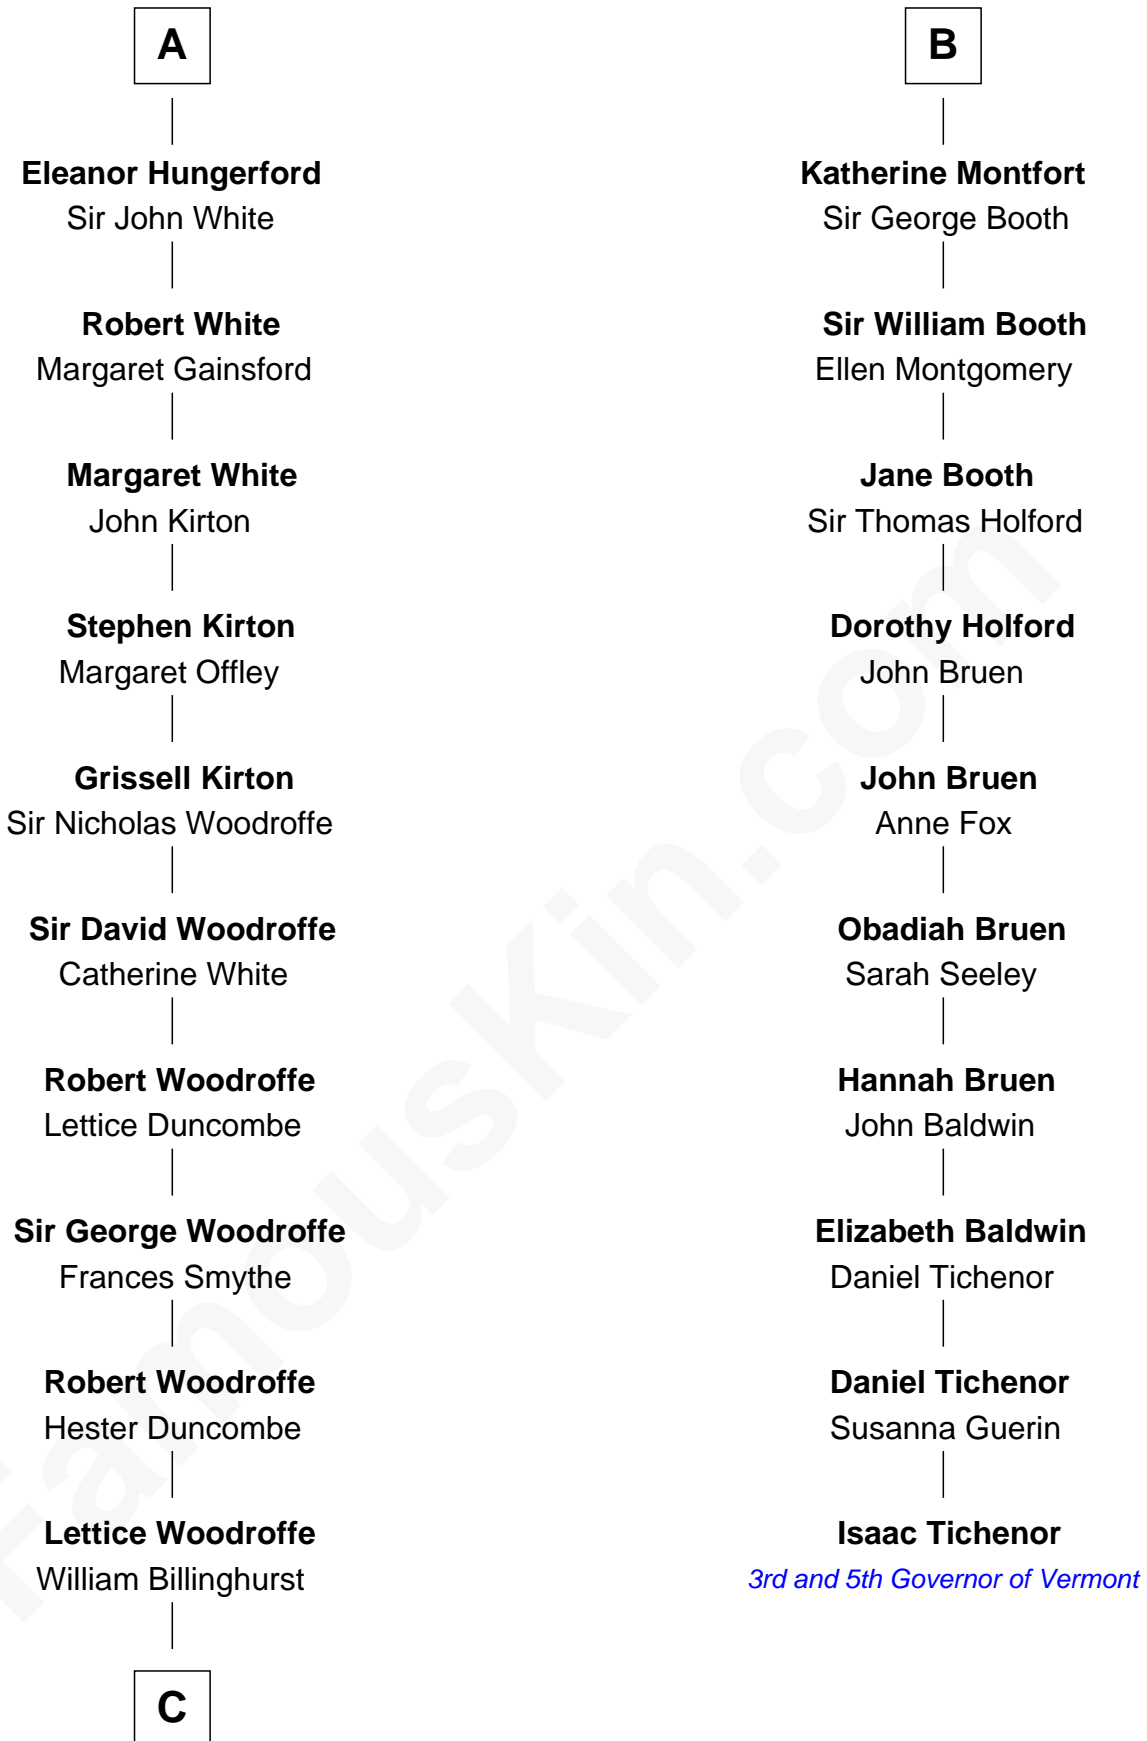 A
Eleanor Hungerford
Sir John White
Robert White
Margaret Gainsford
Margaret White
John Kirton
Stephen Kirton
Margaret Offley
Grissell Kirton
Sir Nicholas Woodroffe
Sir David Woodroffe
Catherine White
Robert Woodroffe
Lettice Duncombe
Sir George Woodroffe
Frances Smythe
Robert Woodroffe
Hester Duncombe
Lettice Woodroffe
William Billinghurst
C
B
Katherine Montfort
Sir George Booth
Sir William Booth
Ellen Montgomery
Jane Booth
Sir Thomas Holford
Dorothy Holford
John Bruen
John Bruen
Anne Fox
Obadiah Bruen
Sarah Seeley
Hannah Bruen
John Baldwin
Elizabeth Baldwin
Daniel Tichenor
Daniel Tichenor
Susanna Guerin
Isaac Tichenor
3rd and 5th Governor of Vermont
FamousKin.com